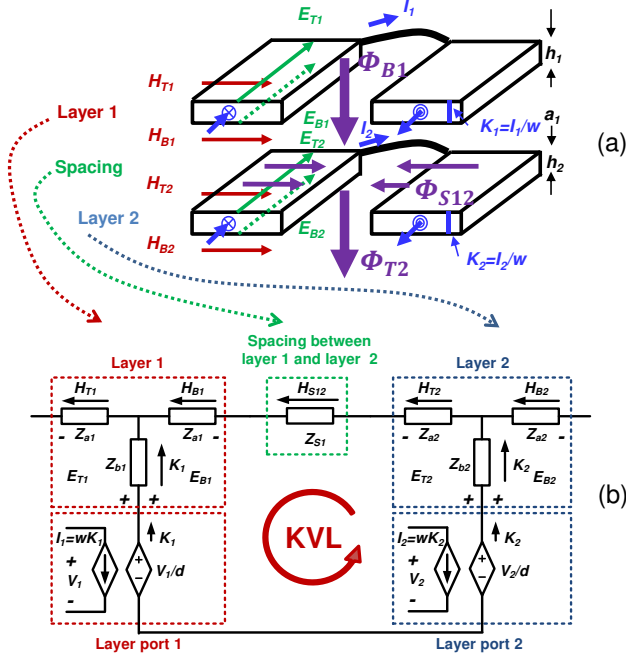 E_T1
I_1
Φ_B1
h_1
H_T1
Layer 1
E_B1
a_1
H_B1
E_T2
I_2
K_1=I_1/w
(a)
Spacing
H_T2
h_2
Φ_S12
Layer 2
E_B2
H_B2
Φ_T2
K_2=I_2/w
Spacing between
layer 1 and layer 2
Layer 1
Layer 2
H_T1
H_B1
H_S12
H_T2
H_B2
-
Z_a1
Z_a1
-
Z_S1
-
Z_a2
Z_a2
-
Z_b1
K_1
Z_b2
K_2
E_T1
E_B1
E_T2
E_B2
(b)
+ +
+ +
I_1=wK_1
K_1
KVL
I_2=wK_2
K_2
+
V_1
-
+
-
V_1/d
+
V_2
-
+
-
V_2/d
Layer port 1
Layer port 2